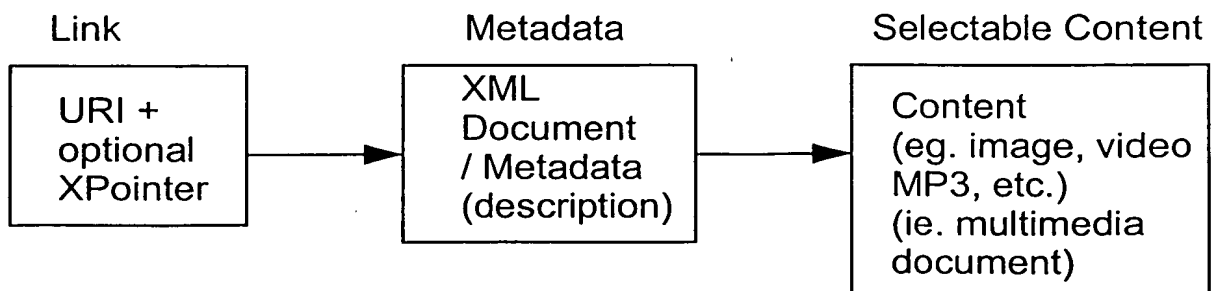 Link
URI +
optional
XPointer
Metadata
XML
Document
/ Metadata
(description)
Selectable Content
Content
(eg. image, video
MP3, etc.)
(ie. multimedia
document)